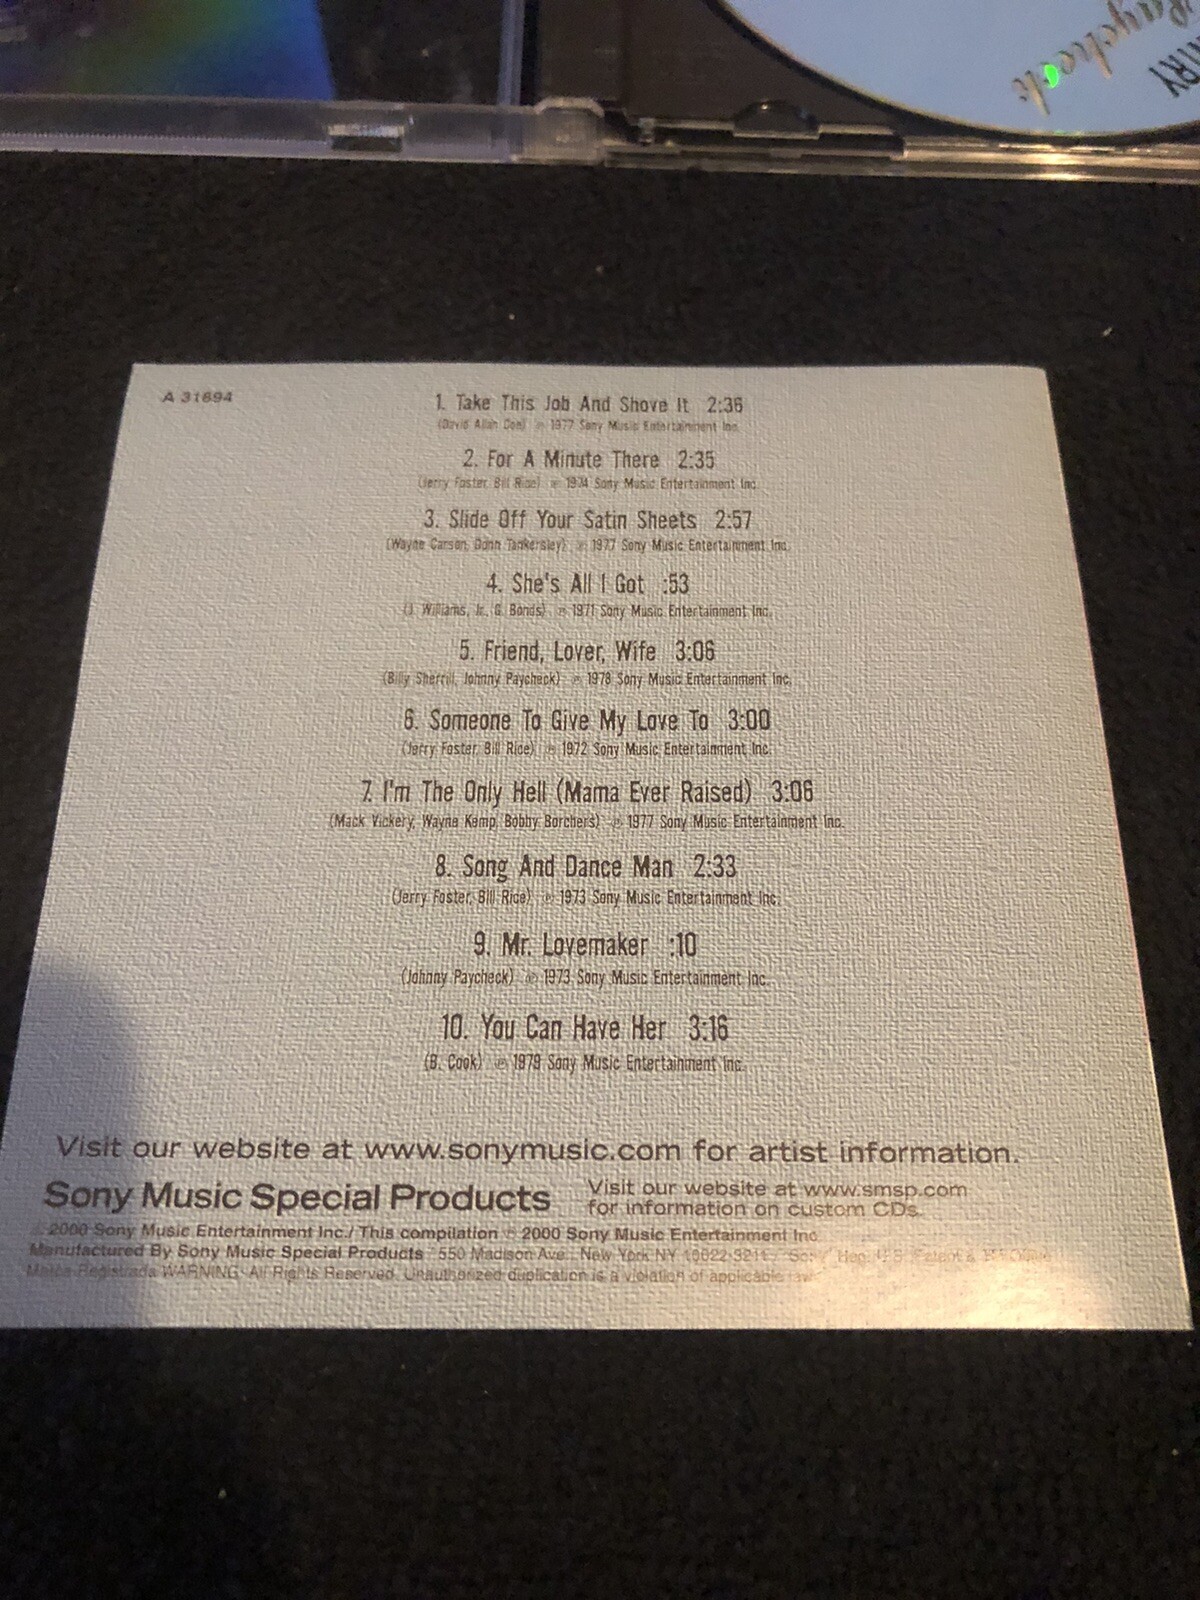 Paycheck
A 31694
1. Take This Job And Shove It 2:36
(David Allan Coe) ℗ 1977 Sony Music Entertainment Inc.
2. For A Minute There 2:35
(Jerry Foster, Bill Rice) ℗ 1974 Sony Music Entertainment Inc.
3. Slide Off Your Satin Sheets 2:57
(Wayne Carson, Donn Tankersley) ℗ 1977 Sony Music Entertainment Inc.
4. She's All I Got :53
(J. Williams, Jr., G. Bonds) ℗ 1971 Sony Music Entertainment Inc.
5. Friend, Lover, Wife 3:06
(Billy Sherrill, Johnny Paycheck) ℗ 1978 Sony Music Entertainment Inc.
6. Someone To Give My Love To 3:00
(Jerry Foster, Bill Rice) ℗ 1972 Sony Music Entertainment Inc.
7. I'm The Only Hell (Mama Ever Raised) 3:06
(Mack Vickery, Wayne Kemp, Bobby Borchers) ℗ 1977 Sony Music Entertainment Inc.
8. Song And Dance Man 2:33
(Jerry Foster, Bill Rice) ℗ 1973 Sony Music Entertainment Inc.
9. Mr. Lovemaker :10
(Johnny Paycheck) ℗ 1973 Sony Music Entertainment Inc.
10. You Can Have Her 3:16
(B. Cook) ℗ 1979 Sony Music Entertainment Inc.
Visit our website at www.sonymusic.com for artist information.
Sony Music Special Products
Visit our website at www.smsp.com
for information on custom CDs.
2000 Sony Music Entertainment Inc./ This compilation ℗ 2000 Sony Music Entertainment Inc
Manufactured By Sony Music Special Products / 550 Madison Ave., New York NY 10022-3211
Marca Registrada WARNING: All Rights Reserved. Unauthorized duplication is a violation of applicable laws